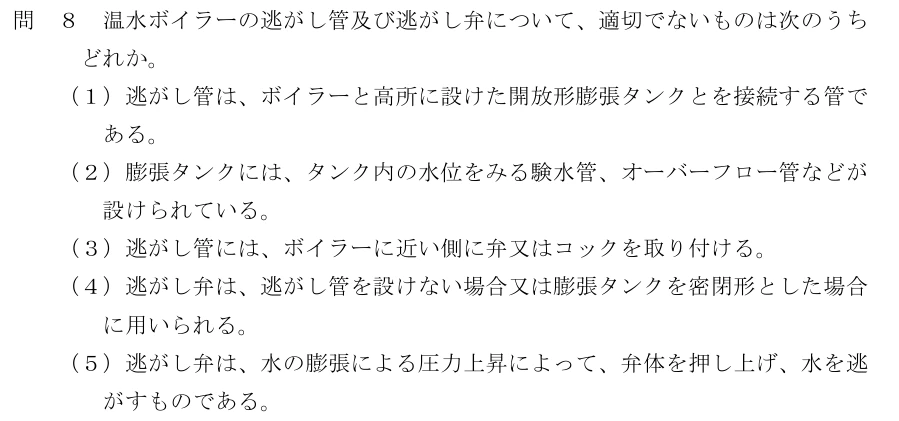 問　８　温水ボイラーの逃がし管及び逃がし弁について、適切でないものは次のうち
どれか。
（１）逃がし管は、ボイラーと高所に設けた開放形膨張タンクとを接続する管で
ある。
（２）膨張タンクには、タンク内の水位をみる験水管、オーバーフロー管などが
設けられている。
（３）逃がし管には、ボイラーに近い側に弁又はコックを取り付ける。
（４）逃がし弁は、逃がし管を設けない場合又は膨張タンクを密閉形とした場合
に用いられる。
（５）逃がし弁は、水の膨張による圧力上昇によって、弁体を押し上げ、水を逃
がすものである。